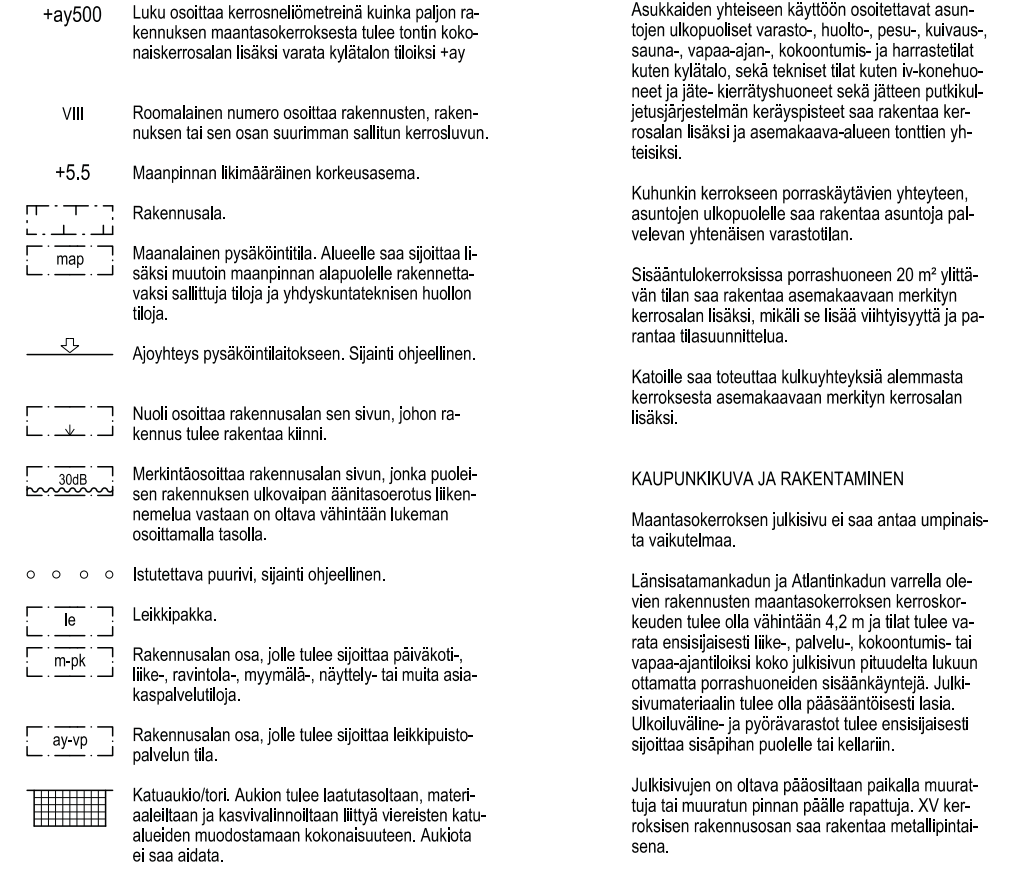 +ay500
Luku osoittaa kerrosneliömetreinä kuinka paljon ra-
kennuksen maantasokerroksesta tulee tontin koko-
naiskerrosalan lisäksi varata kylätalon tiloiksi +ay
VIII
Roomalainen numero osoittaa rakennusten, raken-
nuksen tai sen osan suurimman sallitun kerrosluvun.
+5.5
Maanpinnan likimääräinen korkeusasema.
Rakennusala.
map
Maanalainen pysäköintitila. Alueelle saa sijoittaa li-
säksi muutoin maanpinnan alapuolelle rakennetta-
vaksi sallittuja tiloja ja yhdyskuntateknisen huollon
tiloja.
Ajoyhteys pysäköintilaitokseen. Sijainti ohjeellinen.
Nuoli osoittaa rakennusalan sen sivun, johon ra-
kennus tulee rakentaa kiinni.
30dB
Merkintäosoittaa rakennusalan sivun, jonka puolei-
sen rakennuksen ulkovaipan äänitasoerotus liiken-
nemelua vastaan on oltava vähintään lukeman
osoittamalla tasolla.
Istutettava puurivi, sijainti ohjeellinen.
le
Leikkipakka.
m-pk
Rakennusalan osa, jolle tulee sijoittaa päiväkoti-,
liike-, ravintola-, myymälä-, näyttely- tai muita asia-
kaspalvelutiloja.
ay-vp
Rakennusalan osa, jolle tulee sijoittaa leikkipuisto-
palvelun tila.
Katuaukio/tori. Aukion tulee laatutasoltaan, materi-
aaleiltaan ja kasvivalinnoiltaan liittyä viereisten katu-
alueiden muodostamaan kokonaisuuteen. Aukiota
ei saa aidata.
Asukkaiden yhteiseen käyttöön osoitettavat asun-
tojen ulkopuoliset varasto-, huolto-, pesu-, kuivaus-,
sauna-, vapaa-ajan-, kokoontumis- ja harrastetilat
kuten kylätalo, sekä tekniset tilat kuten iv-konehuo-
neet ja jäte- kierrätyshuoneet sekä jätteen putkikul-
jetusjärjestelmän keräyspisteet saa rakentaa ker-
rosalan lisäksi ja asemakaava-alueen tonttien yh-
teisiksi.
Kuhunkin kerrokseen porraskäytävien yhteyteen,
asuntojen ulkopuolelle saa rakentaa asuntoja pal-
velevan yhtenäisen varastotilan.
Sisääntulokerroksissa porrashuoneen 20 m² ylittä-
vän tilan saa rakentaa asemakaavaan merkityn
kerrosalan lisäksi, mikäli se lisää viihtyisyyttä ja pa-
rantaa tilasuunnittelua.
Katoille saa toteuttaa kulkuyhteyksiä alemmasta
kerroksesta asemakaavaan merkityn kerrosalan
lisäksi.
KAUPUNKIKUVA JA RAKENTAMINEN
Maantasokerroksen julkisivu ei saa antaa umpinais-
ta vaikutelmaa.
Länsisatamankadun ja Atlantinkadun varrella ole-
vien rakennusten maantasokerroksen kerroskor-
keuden tulee olla vähintään 4,2 m ja tilat tulee va-
rata ensisijaisesti liike-, palvelu-, kokoontumis- tai
vapaa-ajantiloiksi koko julkisivun pituudelta lukuun
ottamatta porrashuoneiden sisäänkäyntejä. Julki-
sivumateriaalin tulee olla pääsääntöisesti lasia.
Ulkoiluväline- ja pyörävarastot tulee ensisijaisesti
sijoittaa sisäpihan puolelle tai kellariin.
Julkisivujen on oltava pääosiltaan paikalla muurat-
tuja tai muuratun pinnan päälle rapattuja. XV ker-
roksisen rakennusosan saa rakentaa metallipintai-
sena.